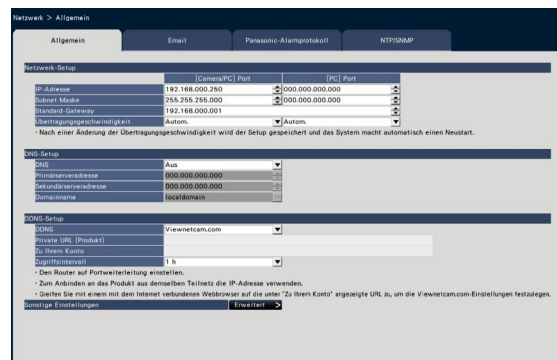 Netzwerk > Allgemein
Allgemein Email Panasonic-Alarmprotokoll NTP/SNMP
Netzwerk-Setup
[Camera/PC] Port [PC] Port
IP-Adresse 192.168.000.250 000.000.000.000
Subnet Maske 255.255.255.000 000.000.000.000
Standard-Gateway 192.168.000.001
Übertragungsgeschwindigkeit Autom. Autom.
· Nach einer Änderung der Übertragungsgeschwindigkeit wird der Setup gespeichert und das System macht automatisch einen Neustart.
DNS-Setup
DNS Aus
Primärserveradresse 000.000.000.000
Sekundärserveradresse 000.000.000.000
Domainname localdomain
DDNS-Setup
DDNS Viewnetcam.com
Private URL (Produkt)
Zu Ihrem Konto
Zugriffsintervall 1 h
· Den Router auf Portweiterleitung einstellen.
· Zum Anbinden an das Produkt aus demselben Teilnetz die IP-Adresse verwenden.
· Greifen Sie mit einem mit dem Internet verbundenen Webbrowser auf die unter "Zu Ihrem Konto" angezeigte URL zu, um die Viewnetcam.com-Einstellungen festzulegen.
Sonstige Einstellungen Erweitert >